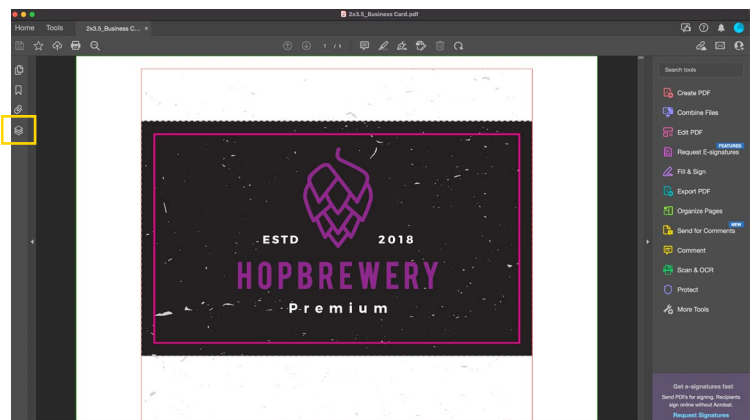 2x3.5_Business Card.pdf
Home Tools 2x3.5_Business C... ×
1 / 1
Search tools
Create PDF
Combine Files
Edit PDF
FEATURED
Request E-signatures
Fill & Sign
Export PDF
Organize Pages
NEW
Send for Comments
Comment
Scan & OCR
Protect
More Tools
ESTD 2018
HOPBREWERY
Premium
Get e-signatures fast
Send PDFs for signing. Recipients
sign online without Acrobat.
Request Signatures